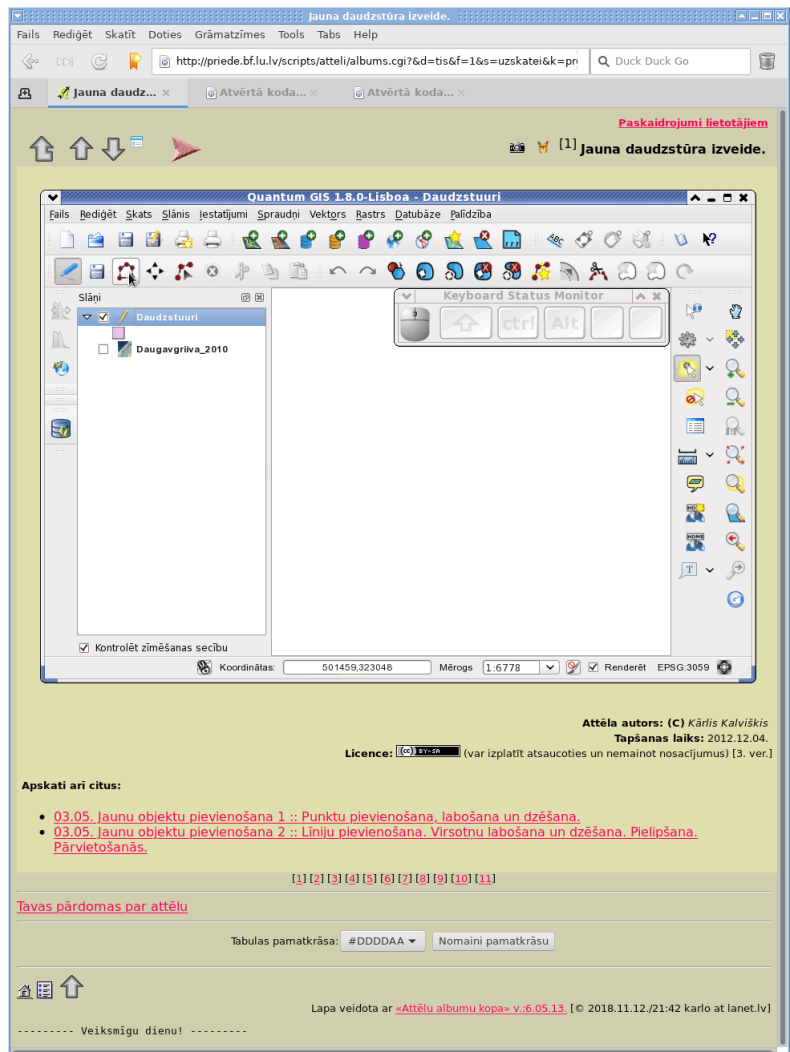 Jauna daudzstūra izveide.
Fails Rediģēt Skatīt Doties Grāmatzīmes Tools Tabs Help
http://priede.bf.lu.lv/scripts/atteli/albums.cgi?&d=tis&f=1&s=uzskatei&k=pr
Duck Duck Go
Jauna daudz...
Atvērtā koda...
Atvērtā koda...
Paskaidrojumi lietotājiem
[1] Jauna daudzstūra izveide.
Quantum GIS 1.8.0-Lisboa - Daudzstuuri
Fails Rediģēt Skats Slānis Iestatījumi Spraudņi Vektors Rastrs Datubāze Palīdzība
Slāņi
Keyboard Status Monitor
ctrl Alt
Daudzstuuri
Daugavgriiva_2010
Kontrolēt zīmēšanas secību
Koordinātas: 501459,323048 Mērogs 1:6778 Renderēt EPSG:3059
Attēla autors: (C) Kārlis Kalviškis
Tapšanas laiks: 2012.12.04.
Licence: (cc) BY-SA (var izplatīt atsaucoties un nemainot nosacījumus) [3. ver.]
Apskati arī citus:
03.05. Jaunu objektu pievienošana 1 :: Punktu pievienošana, labošana un dzēšana.
03.05. Jaunu objektu pievienošana 2 :: Līniju pievienošana. Virsotņu labošana un dzēšana. Pielipšana.
Pārvietošanās.
[1] [2] [3] [4] [5] [6] [7] [8] [9] [10] [11]
Tavas pārdomas par attēlu
Tabulas pamatkrāsa: #DDDDAA Nomaini pamatkrāsu
Lapa veidota ar «Attēlu albumu kopa» v.:6.05.13. [© 2018.11.12./21:42 karlo at lanet.lv]
--------- Veiksmīgu dienu! ---------